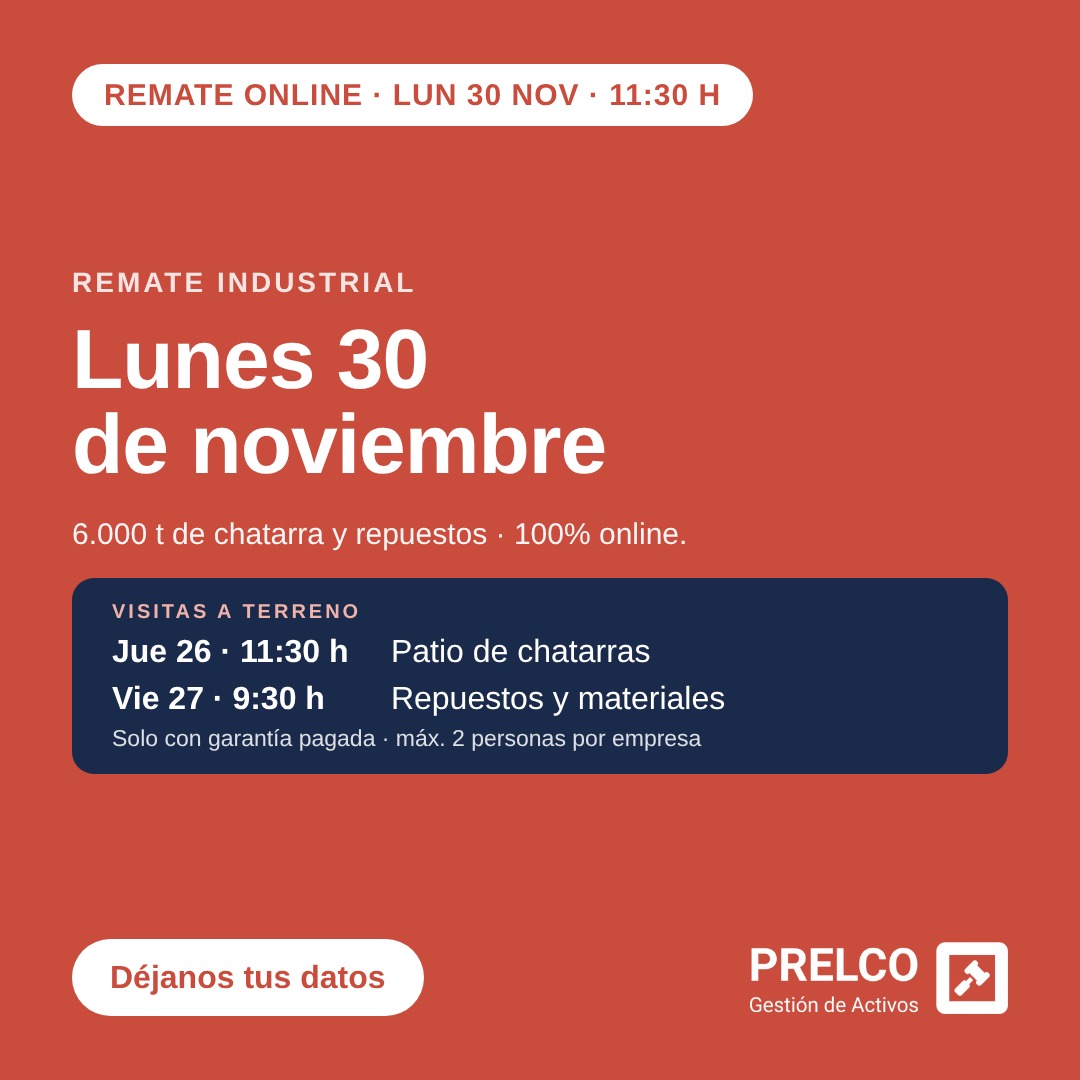 REMATE ONLINE · LUN 30 NOV · 11:30 H
REMATE INDUSTRIAL
Lunes 30
de noviembre
6.000 t de chatarra y repuestos · 100% online.
VISITAS A TERRENO
Jue 26 · 11:30 h Patio de chatarras
Vie 27 · 9:30 h Repuestos y materiales
Solo con garantía pagada · máx. 2 personas por empresa
Déjanos tus datos
PRELCO
Gestión de Activos